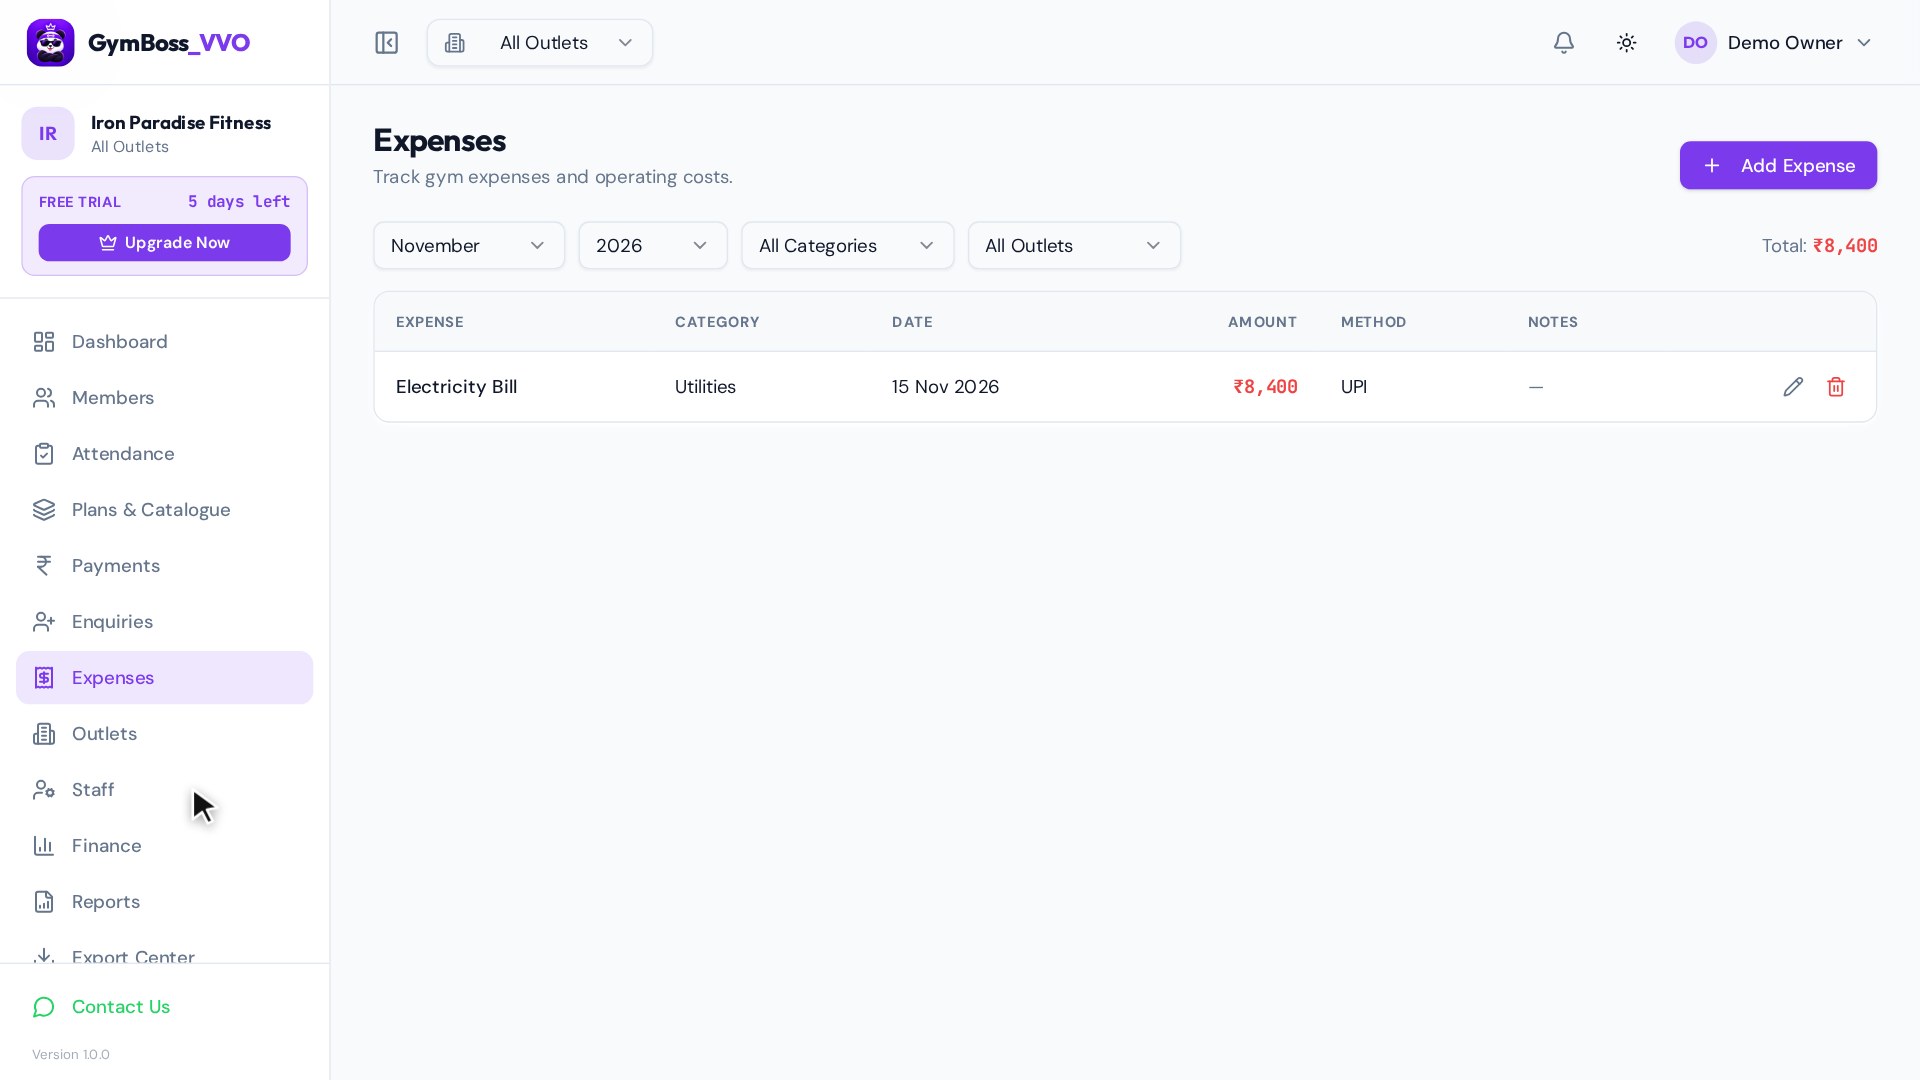 GymBoss_VVO
All Outlets
DO
Demo Owner
IR
Iron Paradise Fitness
All Outlets
FREE TRIAL
5 days left
Upgrade Now
Dashboard
Members
Attendance
Plans & Catalogue
Payments
Enquiries
Expenses
Outlets
Staff
Finance
Reports
Export Center
Contact Us
Version 1.0.0
Expenses
Track gym expenses and operating costs.
Add Expense
November
2026
All Categories
All Outlets
Total: ₹8,400
EXPENSE CATEGORY DATE AMOUNT METHOD NOTES
Electricity Bill Utilities 15 Nov 2026 ₹8,400 UPI —